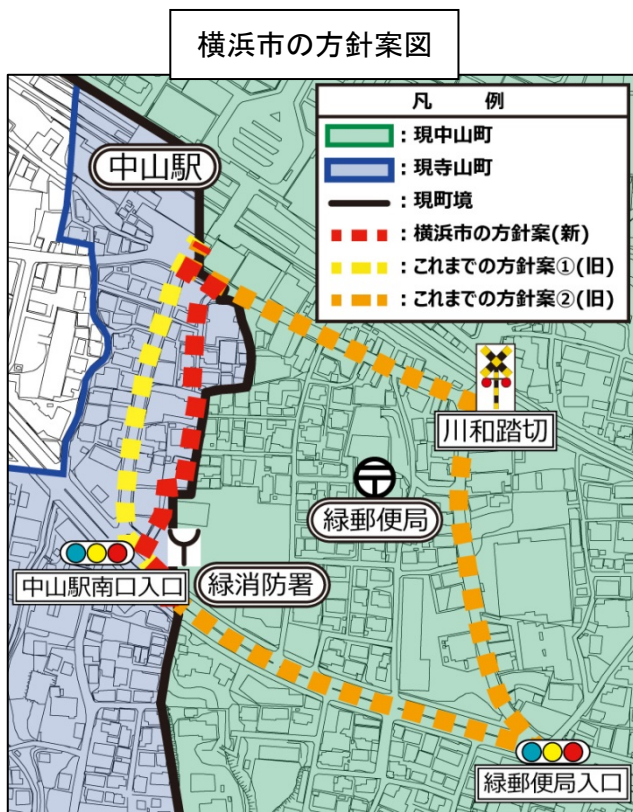 横浜市の方針案図
凡 例
：現中山町
：現寺山町
：現町境
：横浜市の方針案(新)
：これまでの方針案①(旧)
：これまでの方針案②(旧)
中山駅
川和踏切
緑郵便局
中山駅南口入口
緑消防署
緑郵便局入口